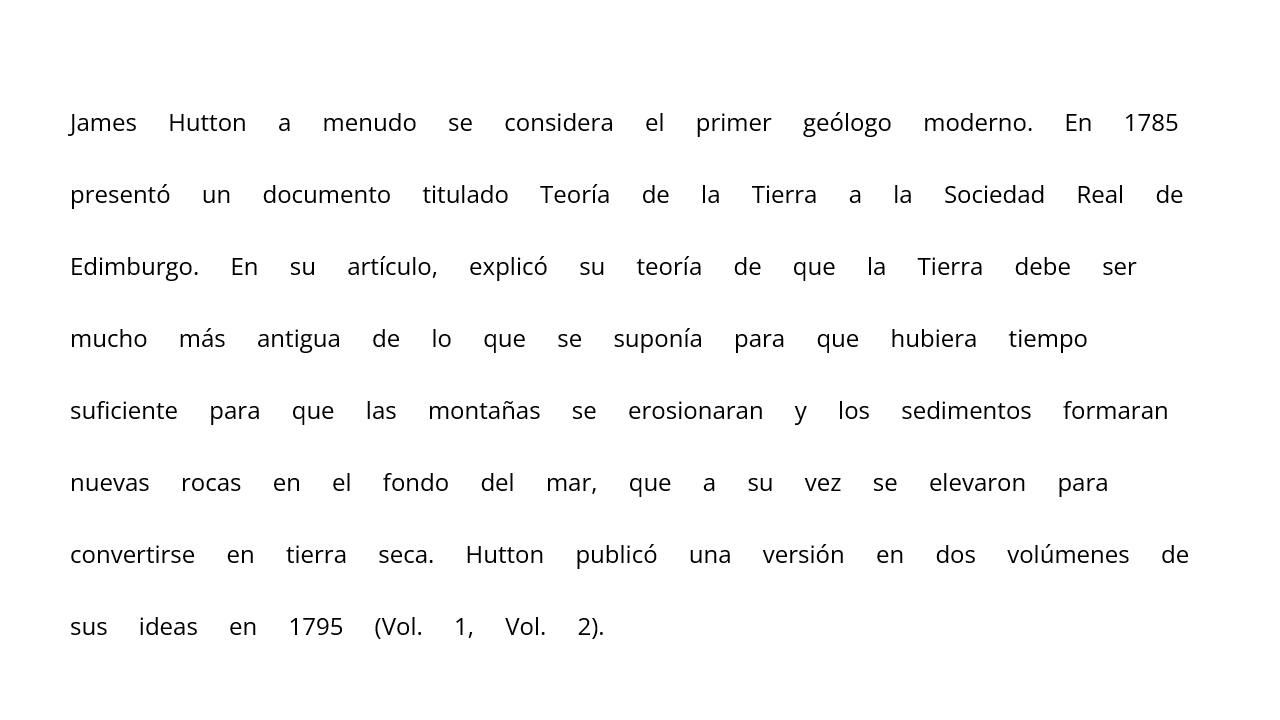 James Hutton a menudo se considera el primer geólogo moderno. En 1785
presentó un documento titulado Teoría de la Tierra a la Sociedad Real de
Edimburgo. En su artículo, explicó su teoría de que la Tierra debe ser
mucho más antigua de lo que se suponía para que hubiera tiempo
suficiente para que las montañas se erosionaran y los sedimentos formaran
nuevas rocas en el fondo del mar, que a su vez se elevaron para
convertirse en tierra seca. Hutton publicó una versión en dos volúmenes de
sus ideas en 1795 (Vol. 1, Vol. 2).